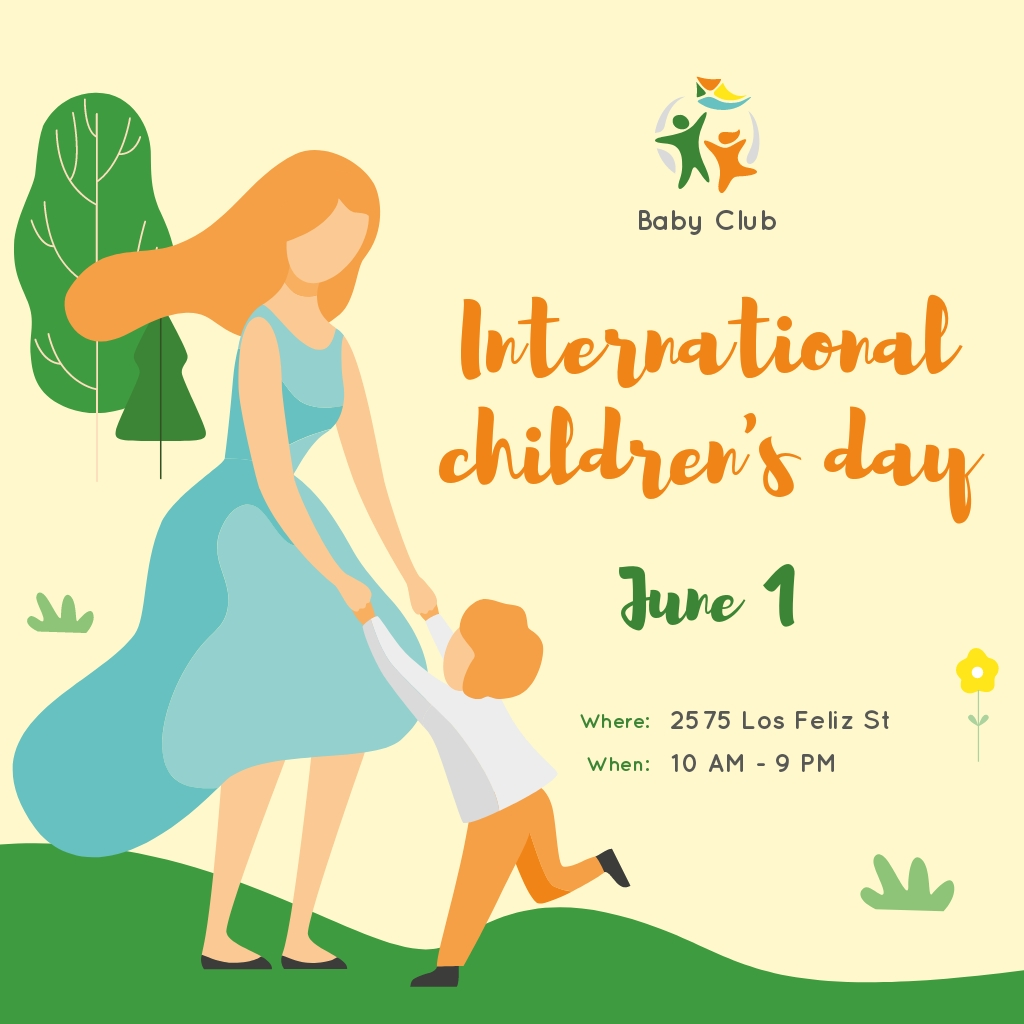 Baby Club
International
children's day
June 1
Where: 2575 Los Feliz St
When: 10 AM - 9 PM